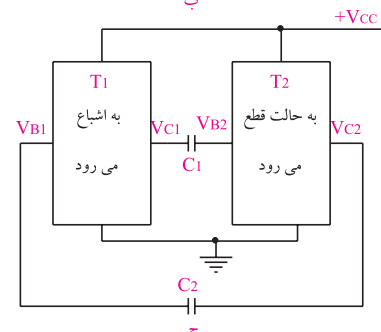 ب
+VCC
T1
به اشباع
می رود
T2
به حالت قطع
می رود
VB1
VC1
VB2
VC2
C1
C2